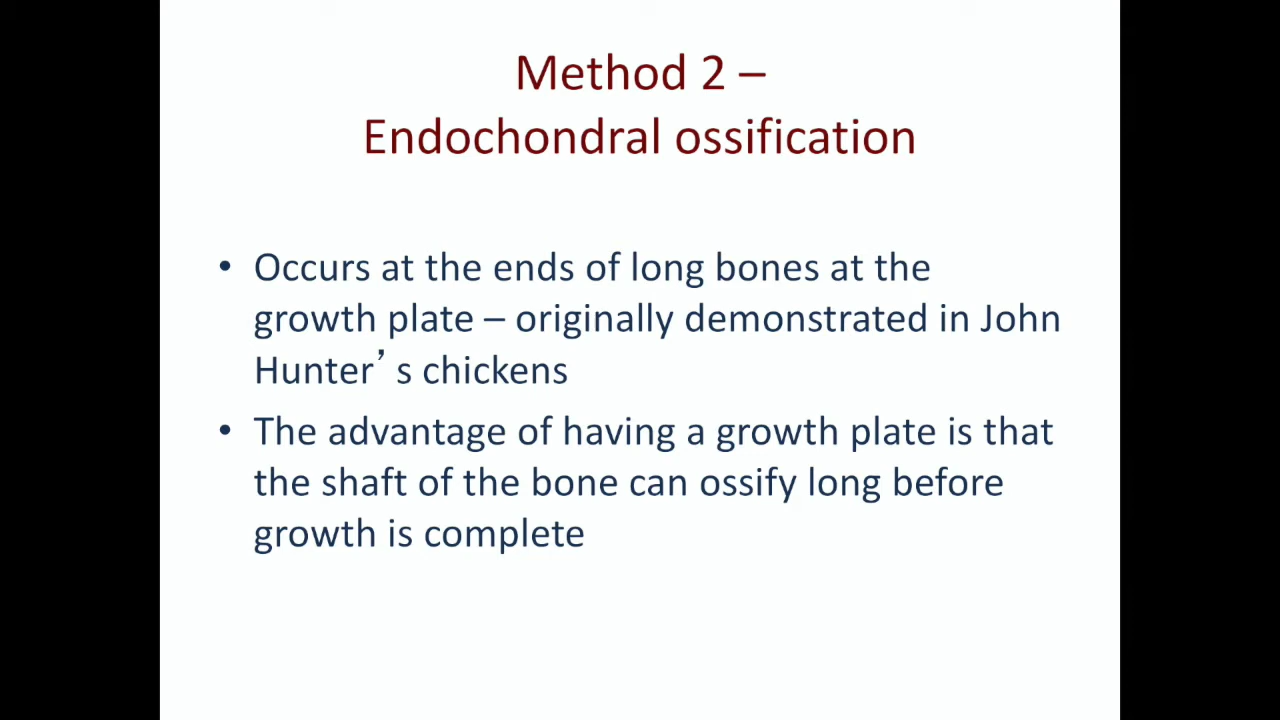 Method 2 –
Endochondral ossification
• Occurs at the ends of long bones at the
growth plate – originally demonstrated in John
Hunter’ s chickens
• The advantage of having a growth plate is that
the shaft of the bone can ossify long before
growth is complete